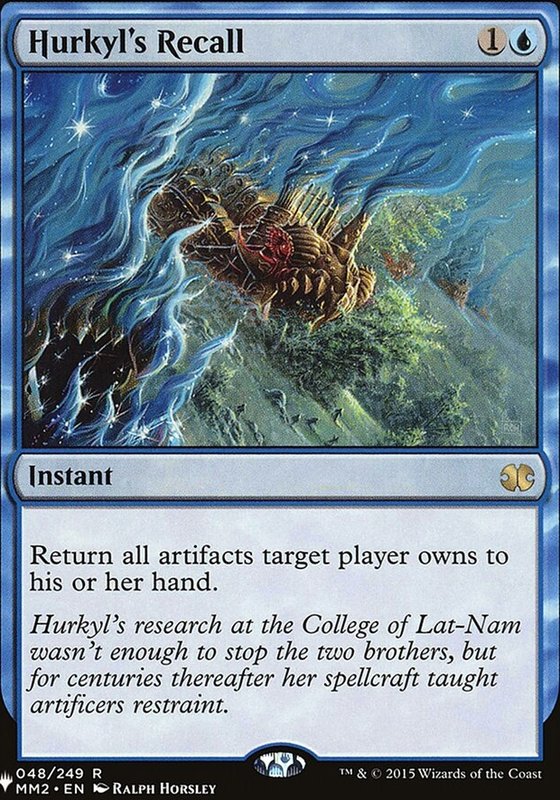 Hurkyl's Recall 1
Instant
Return all artifacts target player owns to
his or her hand.
Hurkyl's research at the College of Lat-Nam
wasn't enough to stop the two brothers, but
for centuries thereafter her spellcraft taught
artificers restraint.
048/249 R
MM2 • EN Ralph Horsley
™ & © 2015 Wizards of the Coast